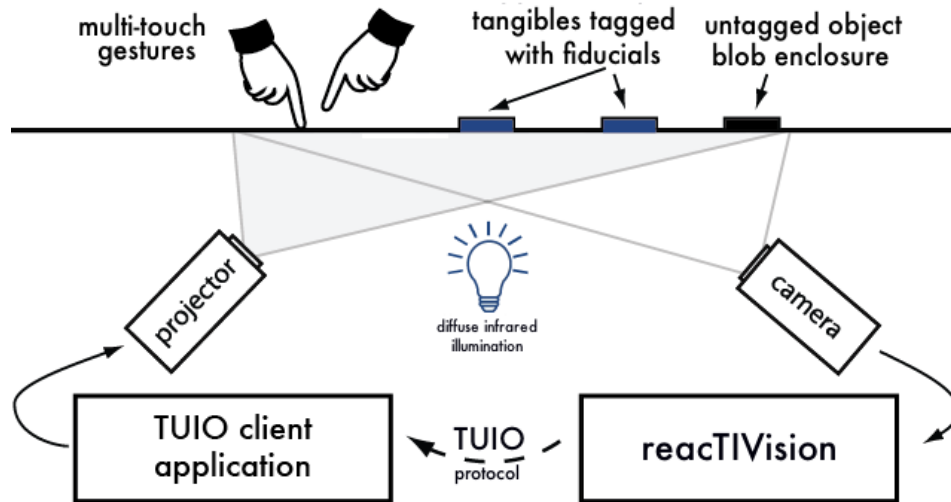 multi-touch
gestures
tangibles tagged
with fiducials
untagged object
blob enclosure
projector
camera
diffuse infrared
illumination
TUIO client
application
TUIO
protocol
reacTIVision